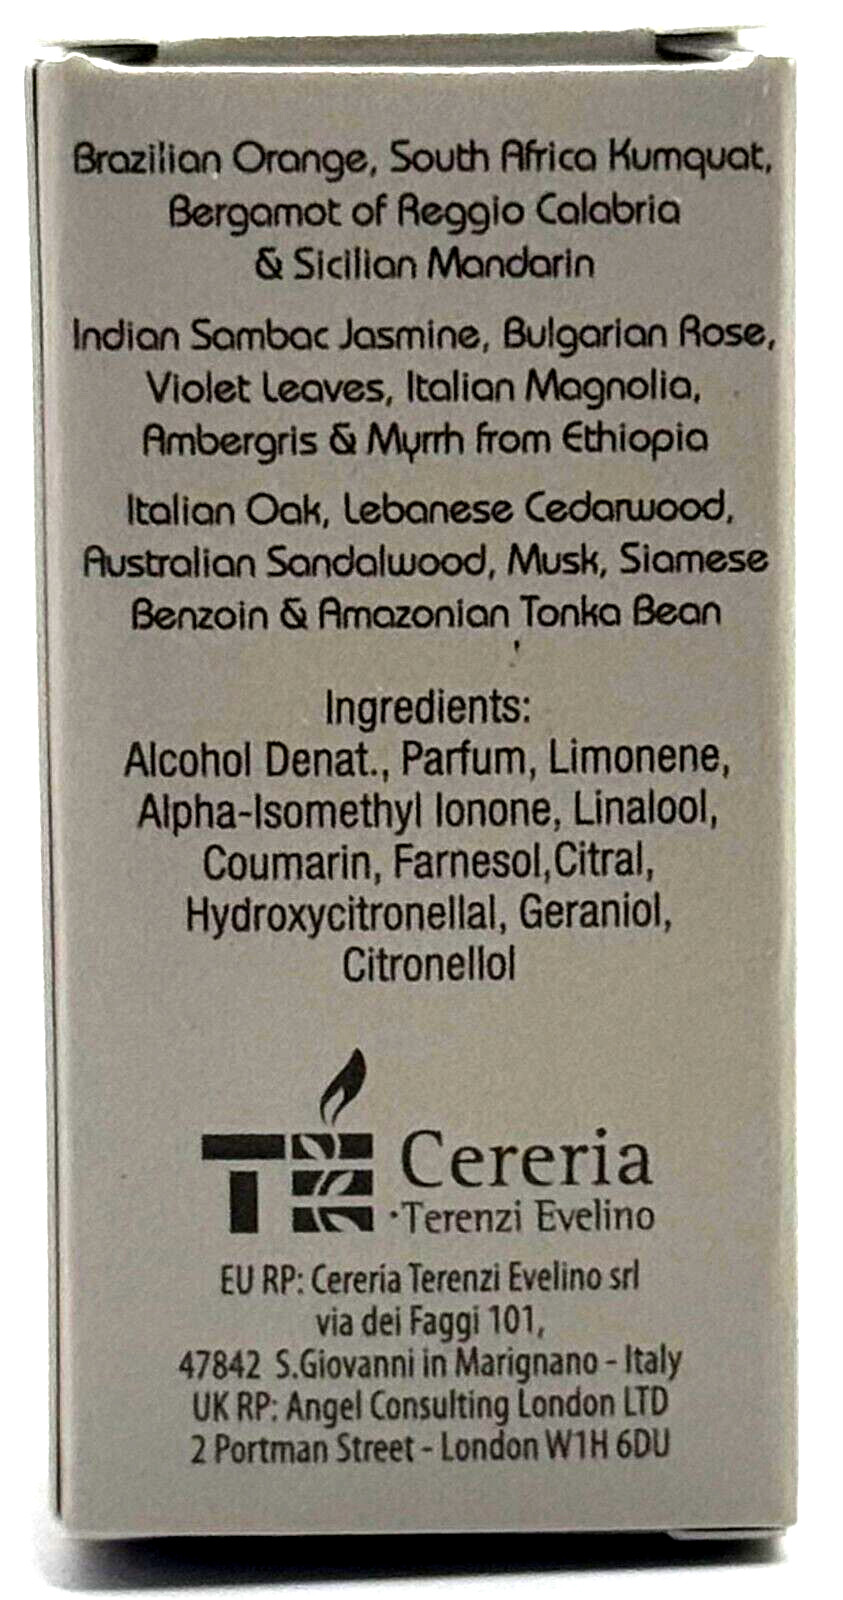 Brazilian Orange, South Africa Kumquat,
Bergamot of Reggio Calabria
& Sicilian Mandarin
Indian Sambac Jasmine, Bulgarian Rose,
Violet Leaves, Italian Magnolia,
Ambergris & Myrrh from Ethiopia
Italian Oak, Lebanese Cedarwood,
Australian Sandalwood, Musk, Siamese
Benzoin & Amazonian Tonka Bean
Ingredients:
Alcohol Denat., Parfum, Limonene,
Alpha-Isomethyl Ionone, Linalool,
Coumarin, Farnesol,Citral,
Hydroxycitronellal, Geraniol,
Citronellol
TE Cereria
·Terenzi Evelino
EU RP: Cereria Terenzi Evelino srl
via dei Faggi 101,
47842 S.Giovanni in Marignano - Italy
UK RP: Angel Consulting London LTD
2 Portman Street - London W1H 6DU